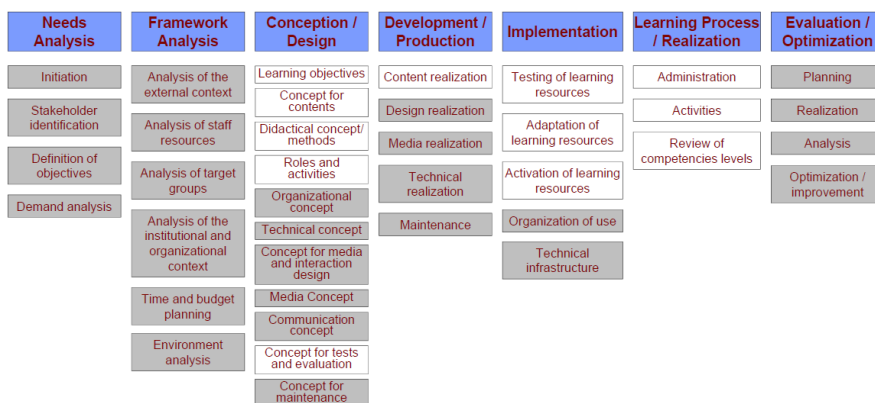 Needs
Analysis
Initiation
Stakeholder
identification
Definition of
objectives
Demand analysis
Framework
Analysis
Analysis of the
external context
Analysis of staff
resources
Analysis of target
groups
Analysis of the
institutional and
organizational
context
Time and budget
planning
Environment
analysis
Conception /
Design
Learning objectives
Concept for
contents
Didactical concept/
methods
Roles and
activities
Organizational
concept
Technical concept
Concept for media
and interaction
design
Media Concept
Communication
concept
Concept for tests
and evaluation
Concept for
maintenance
Development /
Production
Content realization
Design realization
Media realization
Technical
realization
Maintenance
Implementation
Testing of learning
resources
Adaptation of
learning resources
Activation of learning
resources
Organization of use
Technical
infrastructure
Learning Process
/ Realization
Administration
Activities
Review of
competencies levels
Evaluation /
Optimization
Planning
Realization
Analysis
Optimization /
improvement